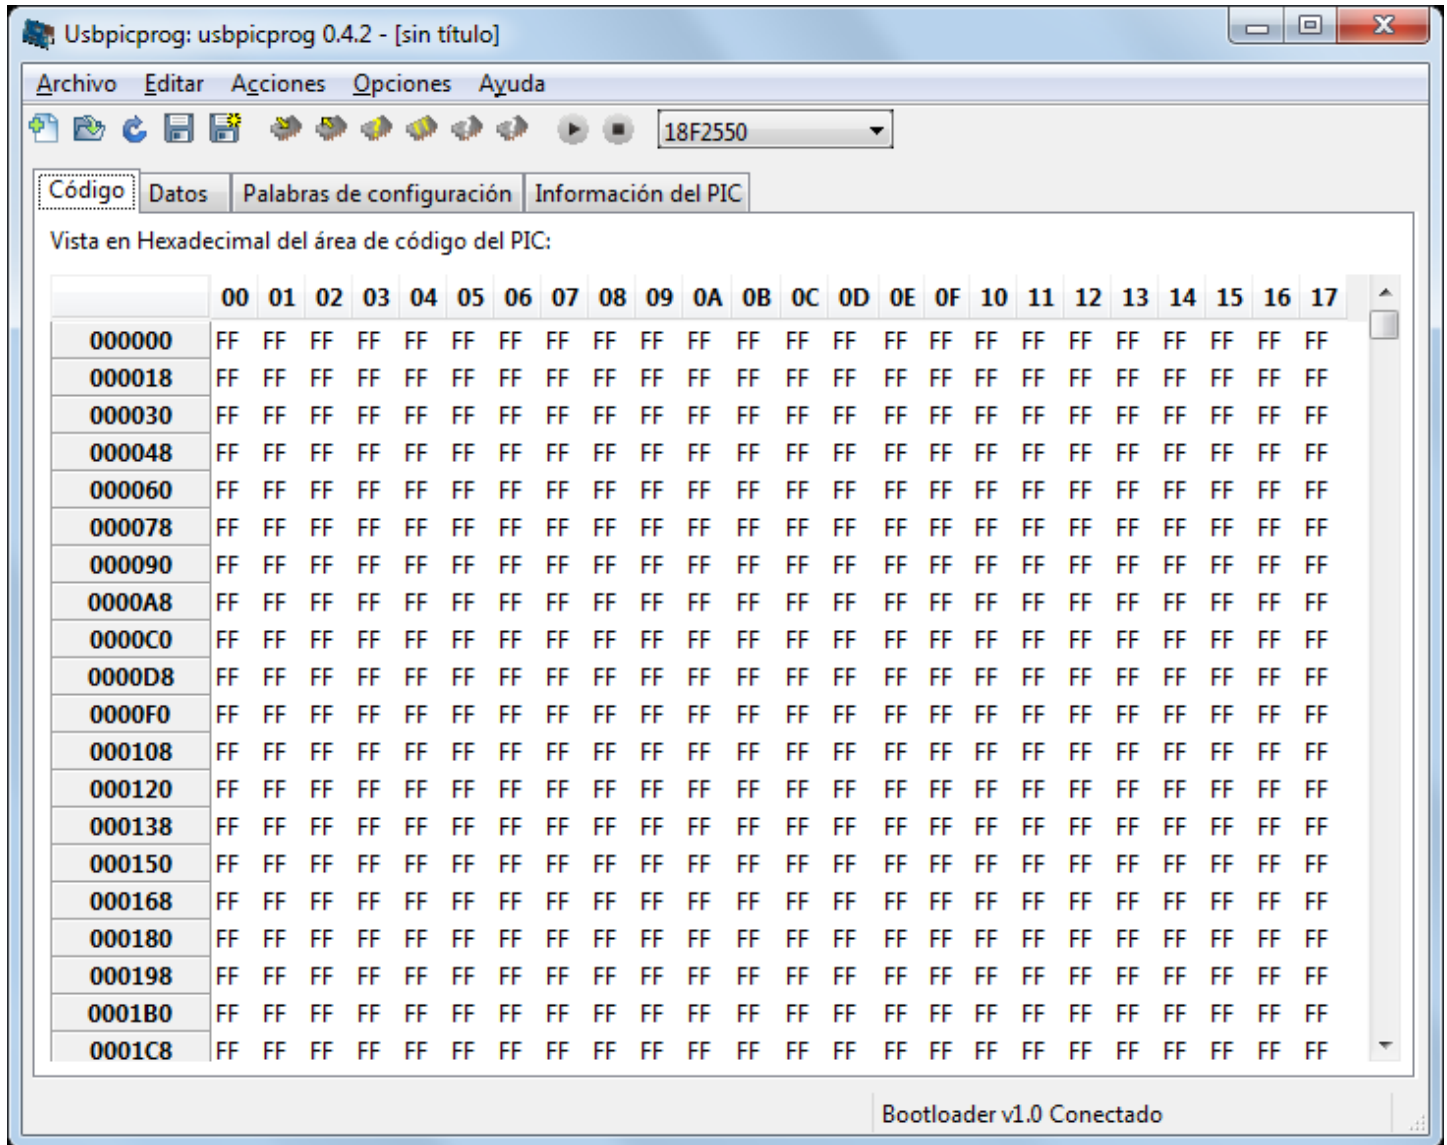 Usbpicprog: usbpicprog 0.4.2 - [sin título]
Archivo Editar Acciones Opciones Ayuda
18F2550
Código Datos Palabras de configuración Información del PIC
Vista en Hexadecimal del área de código del PIC:
00 01 02 03 04 05 06 07 08 09 0A 0B 0C 0D 0E 0F 10 11 12 13 14 15 16 17
000000 FF FF FF FF FF FF FF FF FF FF FF FF FF FF FF FF FF FF FF FF FF FF FF FF
000018 FF FF FF FF FF FF FF FF FF FF FF FF FF FF FF FF FF FF FF FF FF FF FF FF
000030 FF FF FF FF FF FF FF FF FF FF FF FF FF FF FF FF FF FF FF FF FF FF FF FF
000048 FF FF FF FF FF FF FF FF FF FF FF FF FF FF FF FF FF FF FF FF FF FF FF FF
000060 FF FF FF FF FF FF FF FF FF FF FF FF FF FF FF FF FF FF FF FF FF FF FF FF
000078 FF FF FF FF FF FF FF FF FF FF FF FF FF FF FF FF FF FF FF FF FF FF FF FF
000090 FF FF FF FF FF FF FF FF FF FF FF FF FF FF FF FF FF FF FF FF FF FF FF FF
0000A8 FF FF FF FF FF FF FF FF FF FF FF FF FF FF FF FF FF FF FF FF FF FF FF FF
0000C0 FF FF FF FF FF FF FF FF FF FF FF FF FF FF FF FF FF FF FF FF FF FF FF FF
0000D8 FF FF FF FF FF FF FF FF FF FF FF FF FF FF FF FF FF FF FF FF FF FF FF FF
0000F0 FF FF FF FF FF FF FF FF FF FF FF FF FF FF FF FF FF FF FF FF FF FF FF FF
000108 FF FF FF FF FF FF FF FF FF FF FF FF FF FF FF FF FF FF FF FF FF FF FF FF
000120 FF FF FF FF FF FF FF FF FF FF FF FF FF FF FF FF FF FF FF FF FF FF FF FF
000138 FF FF FF FF FF FF FF FF FF FF FF FF FF FF FF FF FF FF FF FF FF FF FF FF
000150 FF FF FF FF FF FF FF FF FF FF FF FF FF FF FF FF FF FF FF FF FF FF FF FF
000168 FF FF FF FF FF FF FF FF FF FF FF FF FF FF FF FF FF FF FF FF FF FF FF FF
000180 FF FF FF FF FF FF FF FF FF FF FF FF FF FF FF FF FF FF FF FF FF FF FF FF
000198 FF FF FF FF FF FF FF FF FF FF FF FF FF FF FF FF FF FF FF FF FF FF FF FF
0001B0 FF FF FF FF FF FF FF FF FF FF FF FF FF FF FF FF FF FF FF FF FF FF FF FF
0001C8 FF FF FF FF FF FF FF FF FF FF FF FF FF FF FF FF FF FF FF FF FF FF FF FF
Bootloader v1.0 Conectado